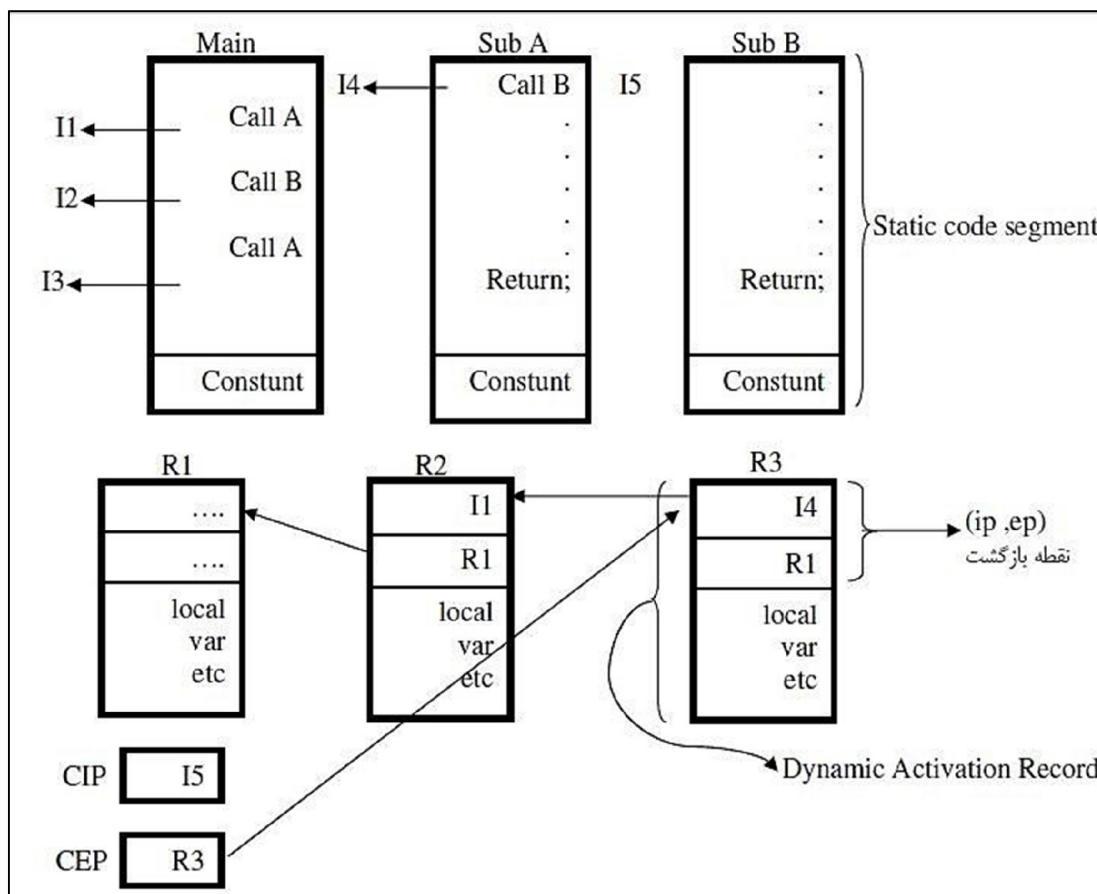 Main
Sub A
Sub B
I4
Call B
I5
.
I1
Call A
.
.
.
.
I2
Call B
.
.
.
.
Static code segment
Call A
.
.
I3
Return;
Return;
Constunt
Constunt
Constunt
R1
R2
R3
....
I1
I4
(ip ,ep)
نقطه بازگشت
....
R1
R1
local
var
etc
local
var
etc
local
var
etc
CIP
I5
Dynamic Activation Record
CEP
R3